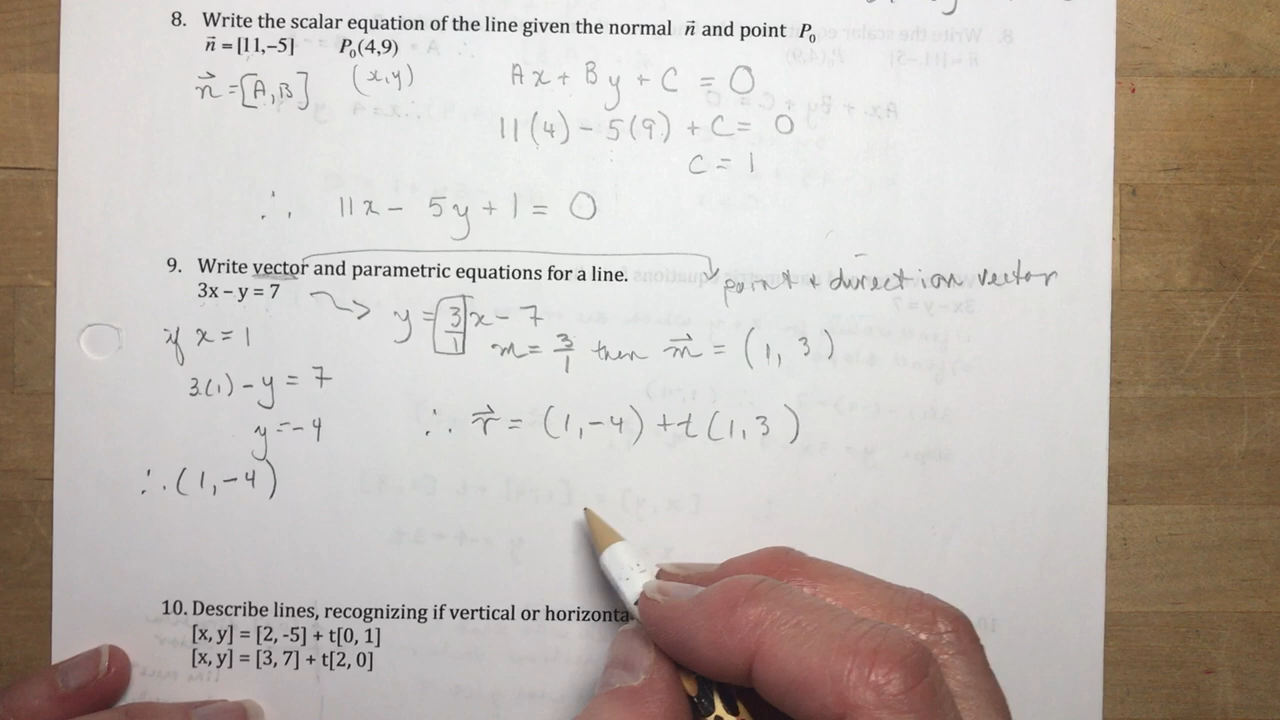 8. Write the scalar equation of the line given the normal n⃗ and point P₀
n⃗ = [11,–5] P₀(4,9)
n⃗ = [A,B] (x,y) Ax + By + C = 0
11(4) - 5(9) + C = 0
C = 1
∴ 11x - 5y + 1 = 0
9. Write vector and parametric equations for a line.
point + direction vector
3x – y = 7
y = 3/1 x - 7
if x = 1
m = 3/1 then m⃗ = (1, 3)
3(1) - y = 7
y = -4
∴ r⃗ = (1,-4) + t(1,3)
∴ (1,-4)
10. Describe lines, recognizing if vertical or horizonta
[x, y] = [2, -5] + t[0, 1]
[x, y] = [3, 7] + t[2, 0]